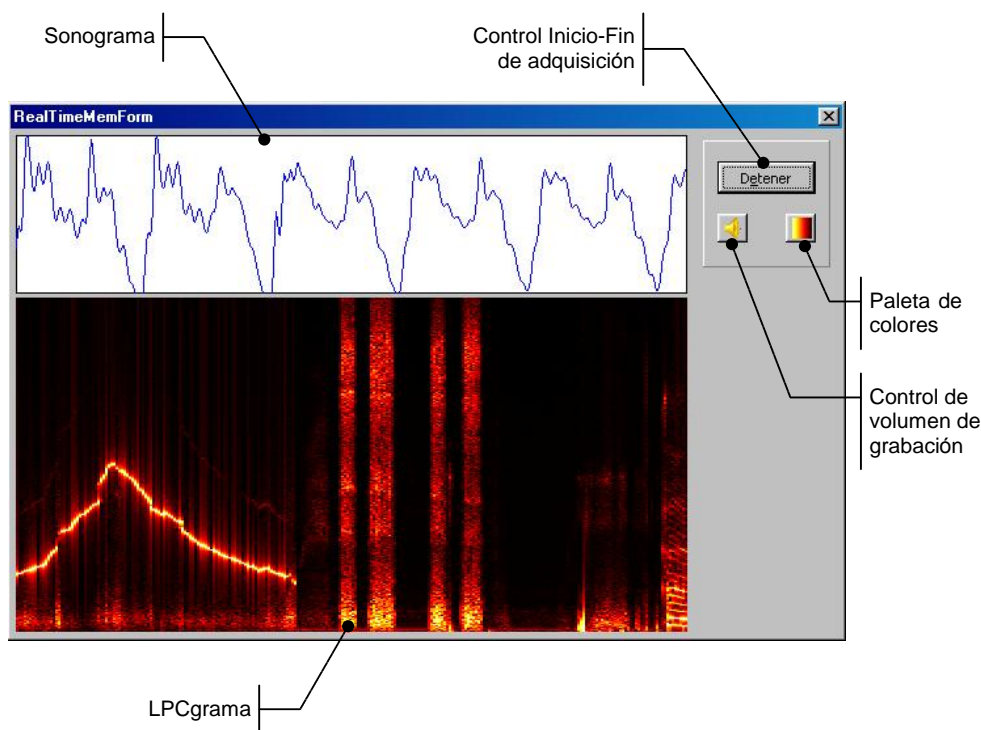 Sonograma
Control Inicio-Fin
de adquisición
RealTimeMemForm
Detener
Paleta de
colores
Control de
volumen de
grabación
LPCgrama